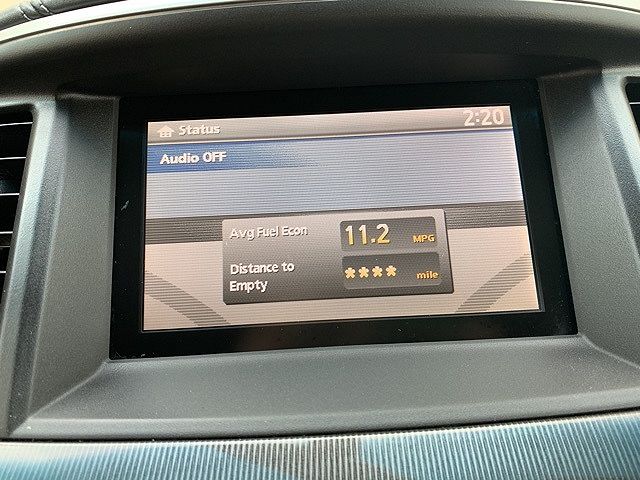 Status
2:20
Audio OFF
Avg Fuel Econ
11.2 MPG
Distance to
Empty
**** mile